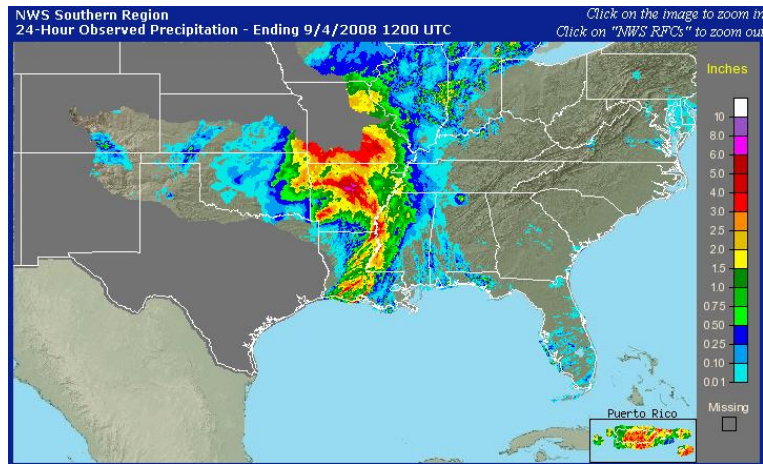 NWS Southern Region
24-Hour Observed Precipitation - Ending 9/4/2008 1200 UTC
Click on the image to zoom in
Click on "NWS RFCs" to zoom out
Inches
10
8.0
6.0
5.0
4.0
3.0
2.5
2.0
1.5
1.0
0.75
0.50
0.25
0.10
0.01
Missing
Puerto Rico